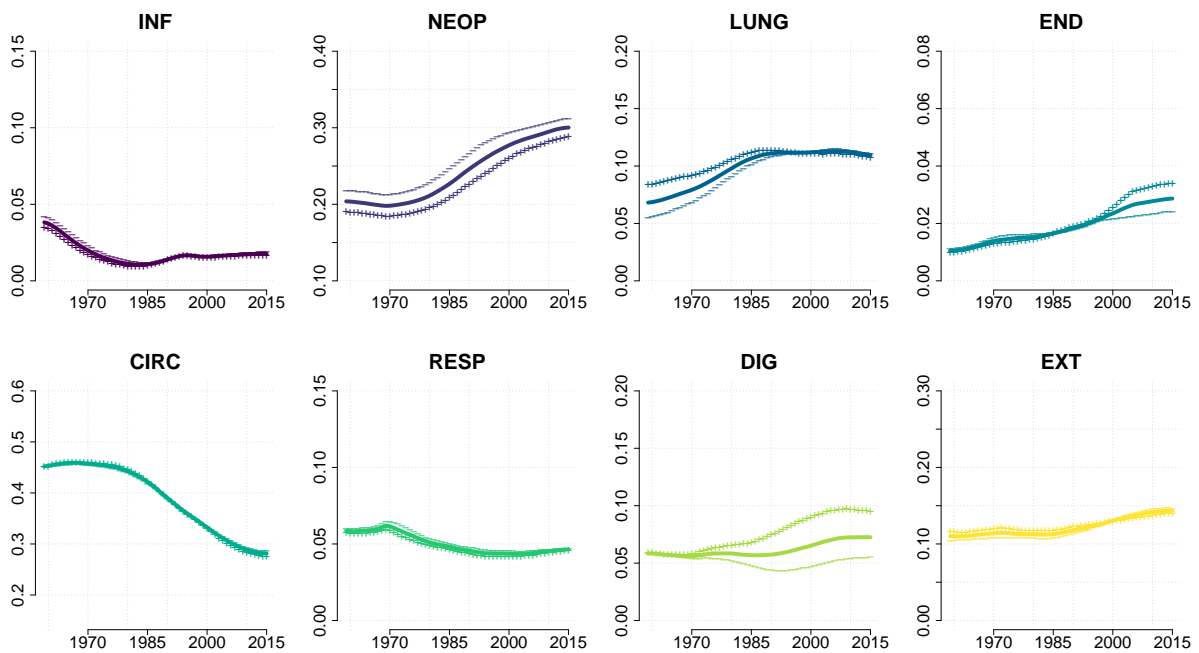 INF NEOP LUNG END
0.15 0.40 0.20 0.08
0.10 0.30 0.15 0.06
0.05 0.20 0.10 0.04
0.00 0.10 0.05 0.02
0.00 0.00
1970 1985 2000 2015 1970 1985 2000 2015 1970 1985 2000 2015 1970 1985 2000 2015
CIRC RESP DIG EXT
0.6 0.15 0.20 0.30
0.5 0.10 0.15 0.20
0.4 0.05 0.10 0.10
0.3 0.00 0.05 0.00
0.2 0.00
1970 1985 2000 2015 1970 1985 2000 2015 1970 1985 2000 2015 1970 1985 2000 2015